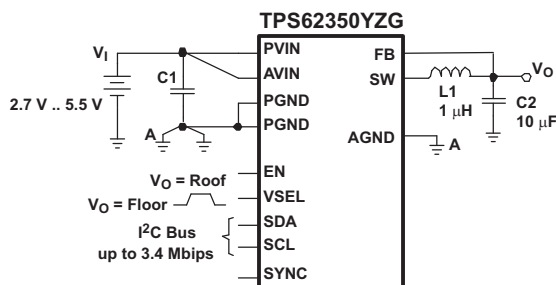 TPS62350YZG
V_I
PVIN
AVIN
C1
PGND
PGND
2.7 V .. 5.5 V
A
FB
SW
V_O
L1
1 μH
C2
10 μF
AGND
A
EN
V_O = Roof
VSEL
V_O = Floor
SDA
I²C Bus
SCL
up to 3.4 Mbips
SYNC